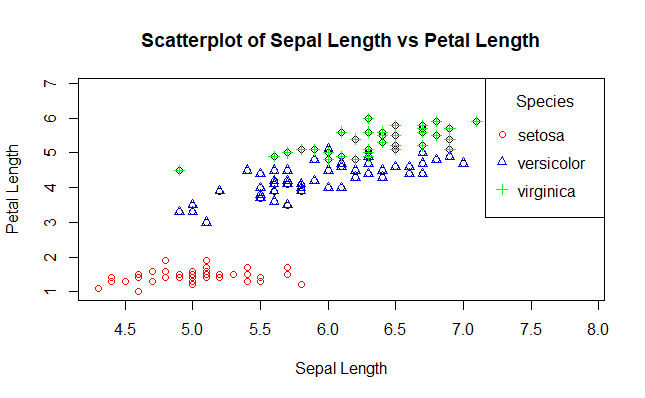 Scatterplot of Sepal Length vs Petal Length
Petal Length
7
6
5
4
3
2
1
Species
setosa
versicolor
virginica
4.5 5.0 5.5 6.0 6.5 7.0 7.5 8.0
Sepal Length